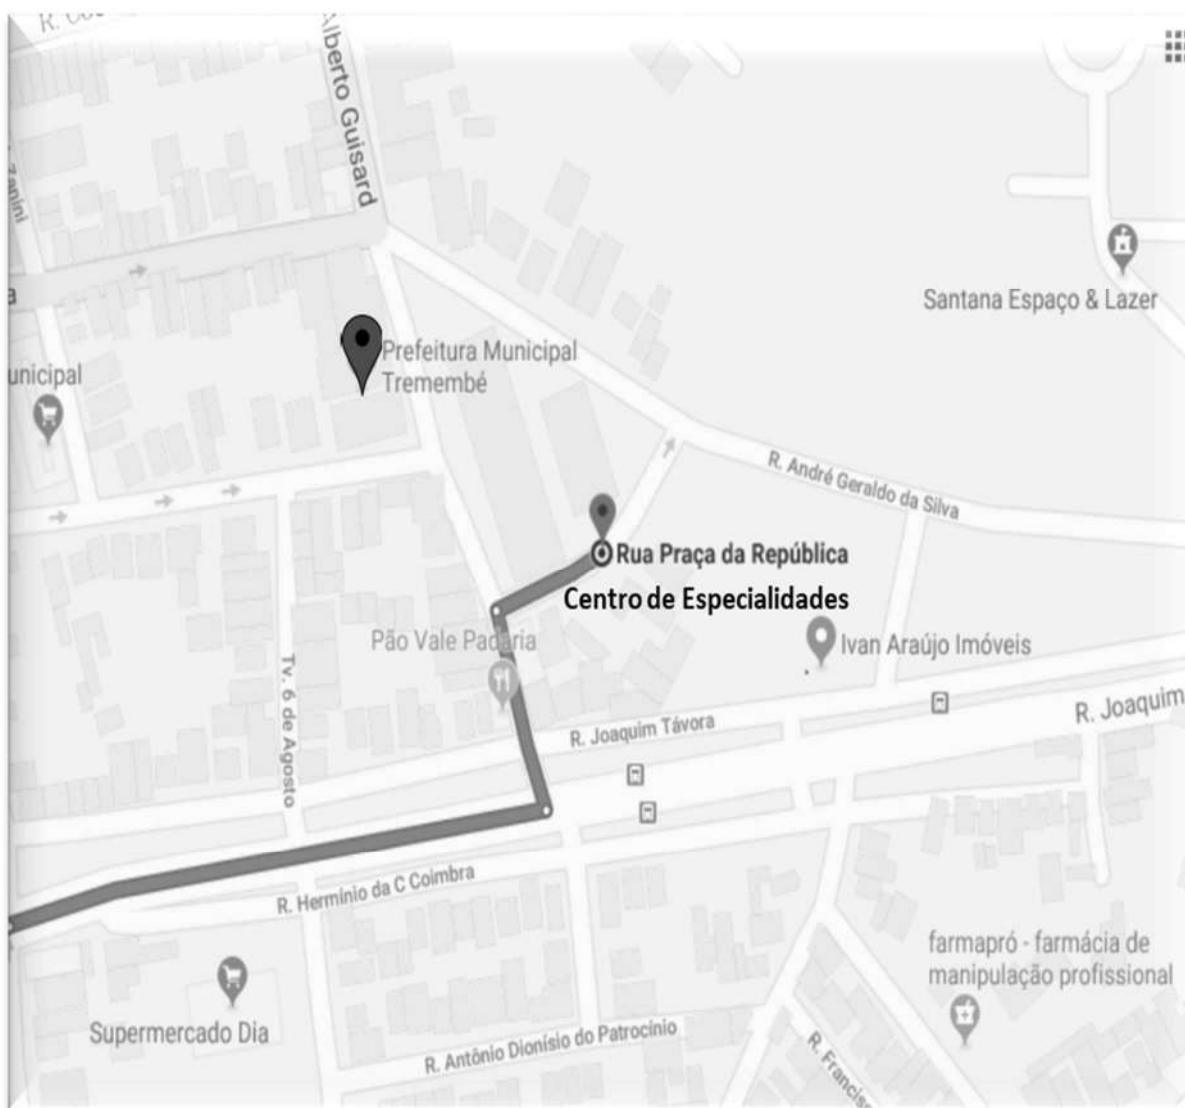 Alberto Guisard
Zanini
a
Santana Espaço & Lazer
Prefeitura Municipal
Tremembé
unicipal
R. André Geraldo da Silva
Rua Praça da República
Centro de Especialidades
Pão Vale Padaria
Ivan Araújo Imóveis
Tv. 6 de Agosto
R. Joaquim Távora
R. Joaquim
R. Hermínio da C Coimbra
farmapró - farmácia de
manipulação profissional
Supermercado Dia
R. Antônio Dionísio do Patrocínio
R. Francisc